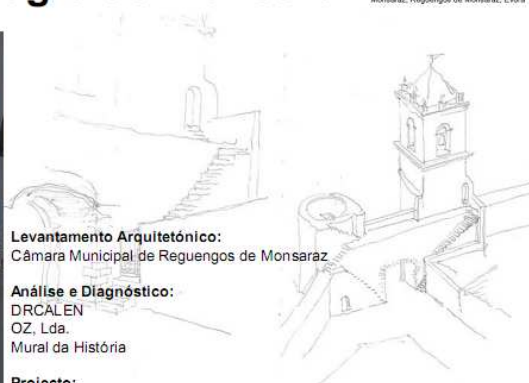 Monsaraz, Reguengos de Monsaraz, Évora
Levantamento Arquitetónico:
Câmara Municipal de Reguengos de Monsaraz
Análise e Diagnóstico:
DRCALEN
OZ, Lda.
Mural da História
Projecto: